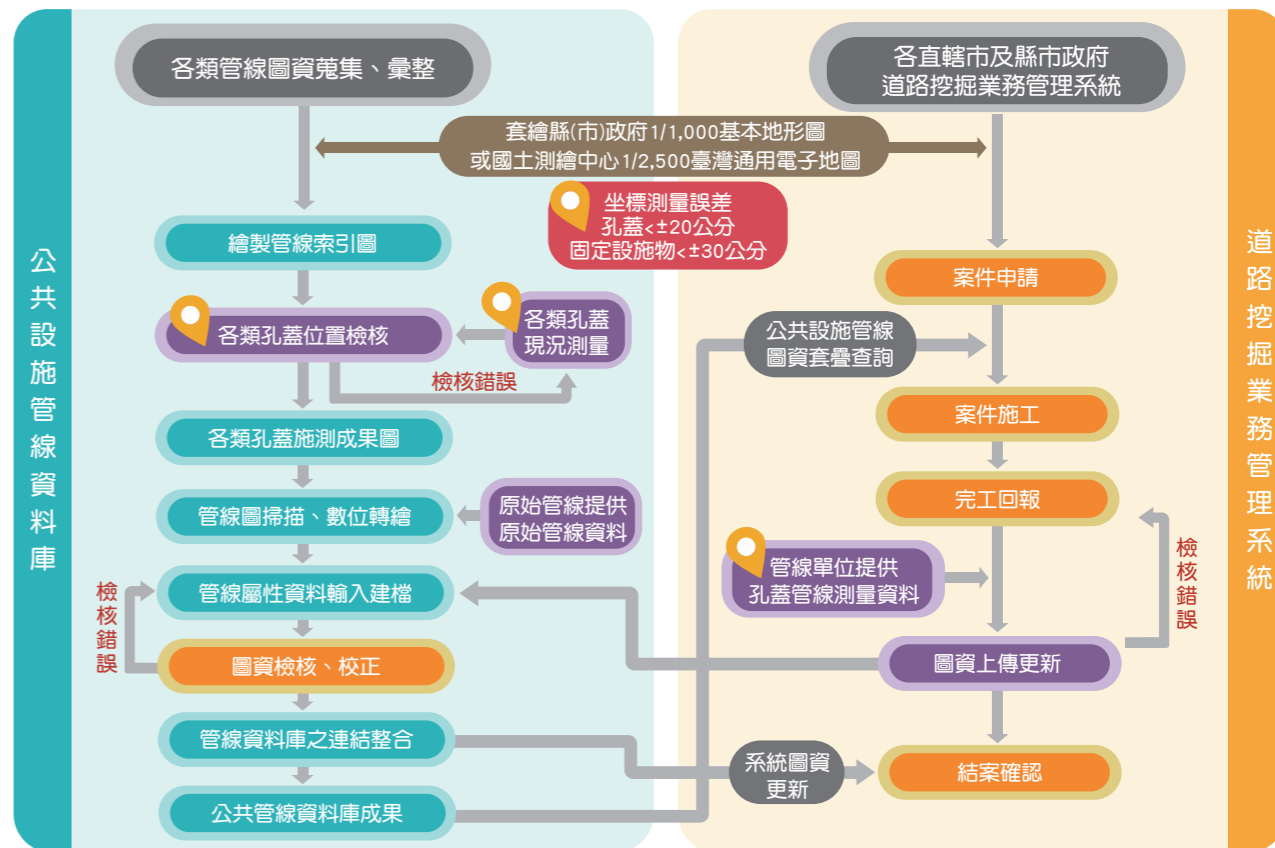 公共設施管線資料庫
各類管線圖資蒐集、彙整
套繪縣(市)政府1/1,000基本地形圖
或國土測繪中心1/2,500臺灣通用電子地圖
坐標測量誤差
孔蓋<±20公分
固定設施物<±30公分
繪製管線索引圖
各類孔蓋位置檢核
各類孔蓋
現況測量
檢核錯誤
各類孔蓋施測成果圖
管線圖掃描、數位轉繪
原始管線提供
原始管線資料
管線屬性資料輸入建檔
檢核錯誤
圖資檢核、校正
管線資料庫之連結整合
公共管線資料庫成果
各直轄市及縣市政府
道路挖掘業務管理系統
案件申請
公共設施管線
圖資套疊查詢
案件施工
完工回報
管線單位提供
孔蓋管線測量資料
檢核錯誤
圖資上傳更新
系統圖資
更新
結案確認
道路挖掘業務管理系統